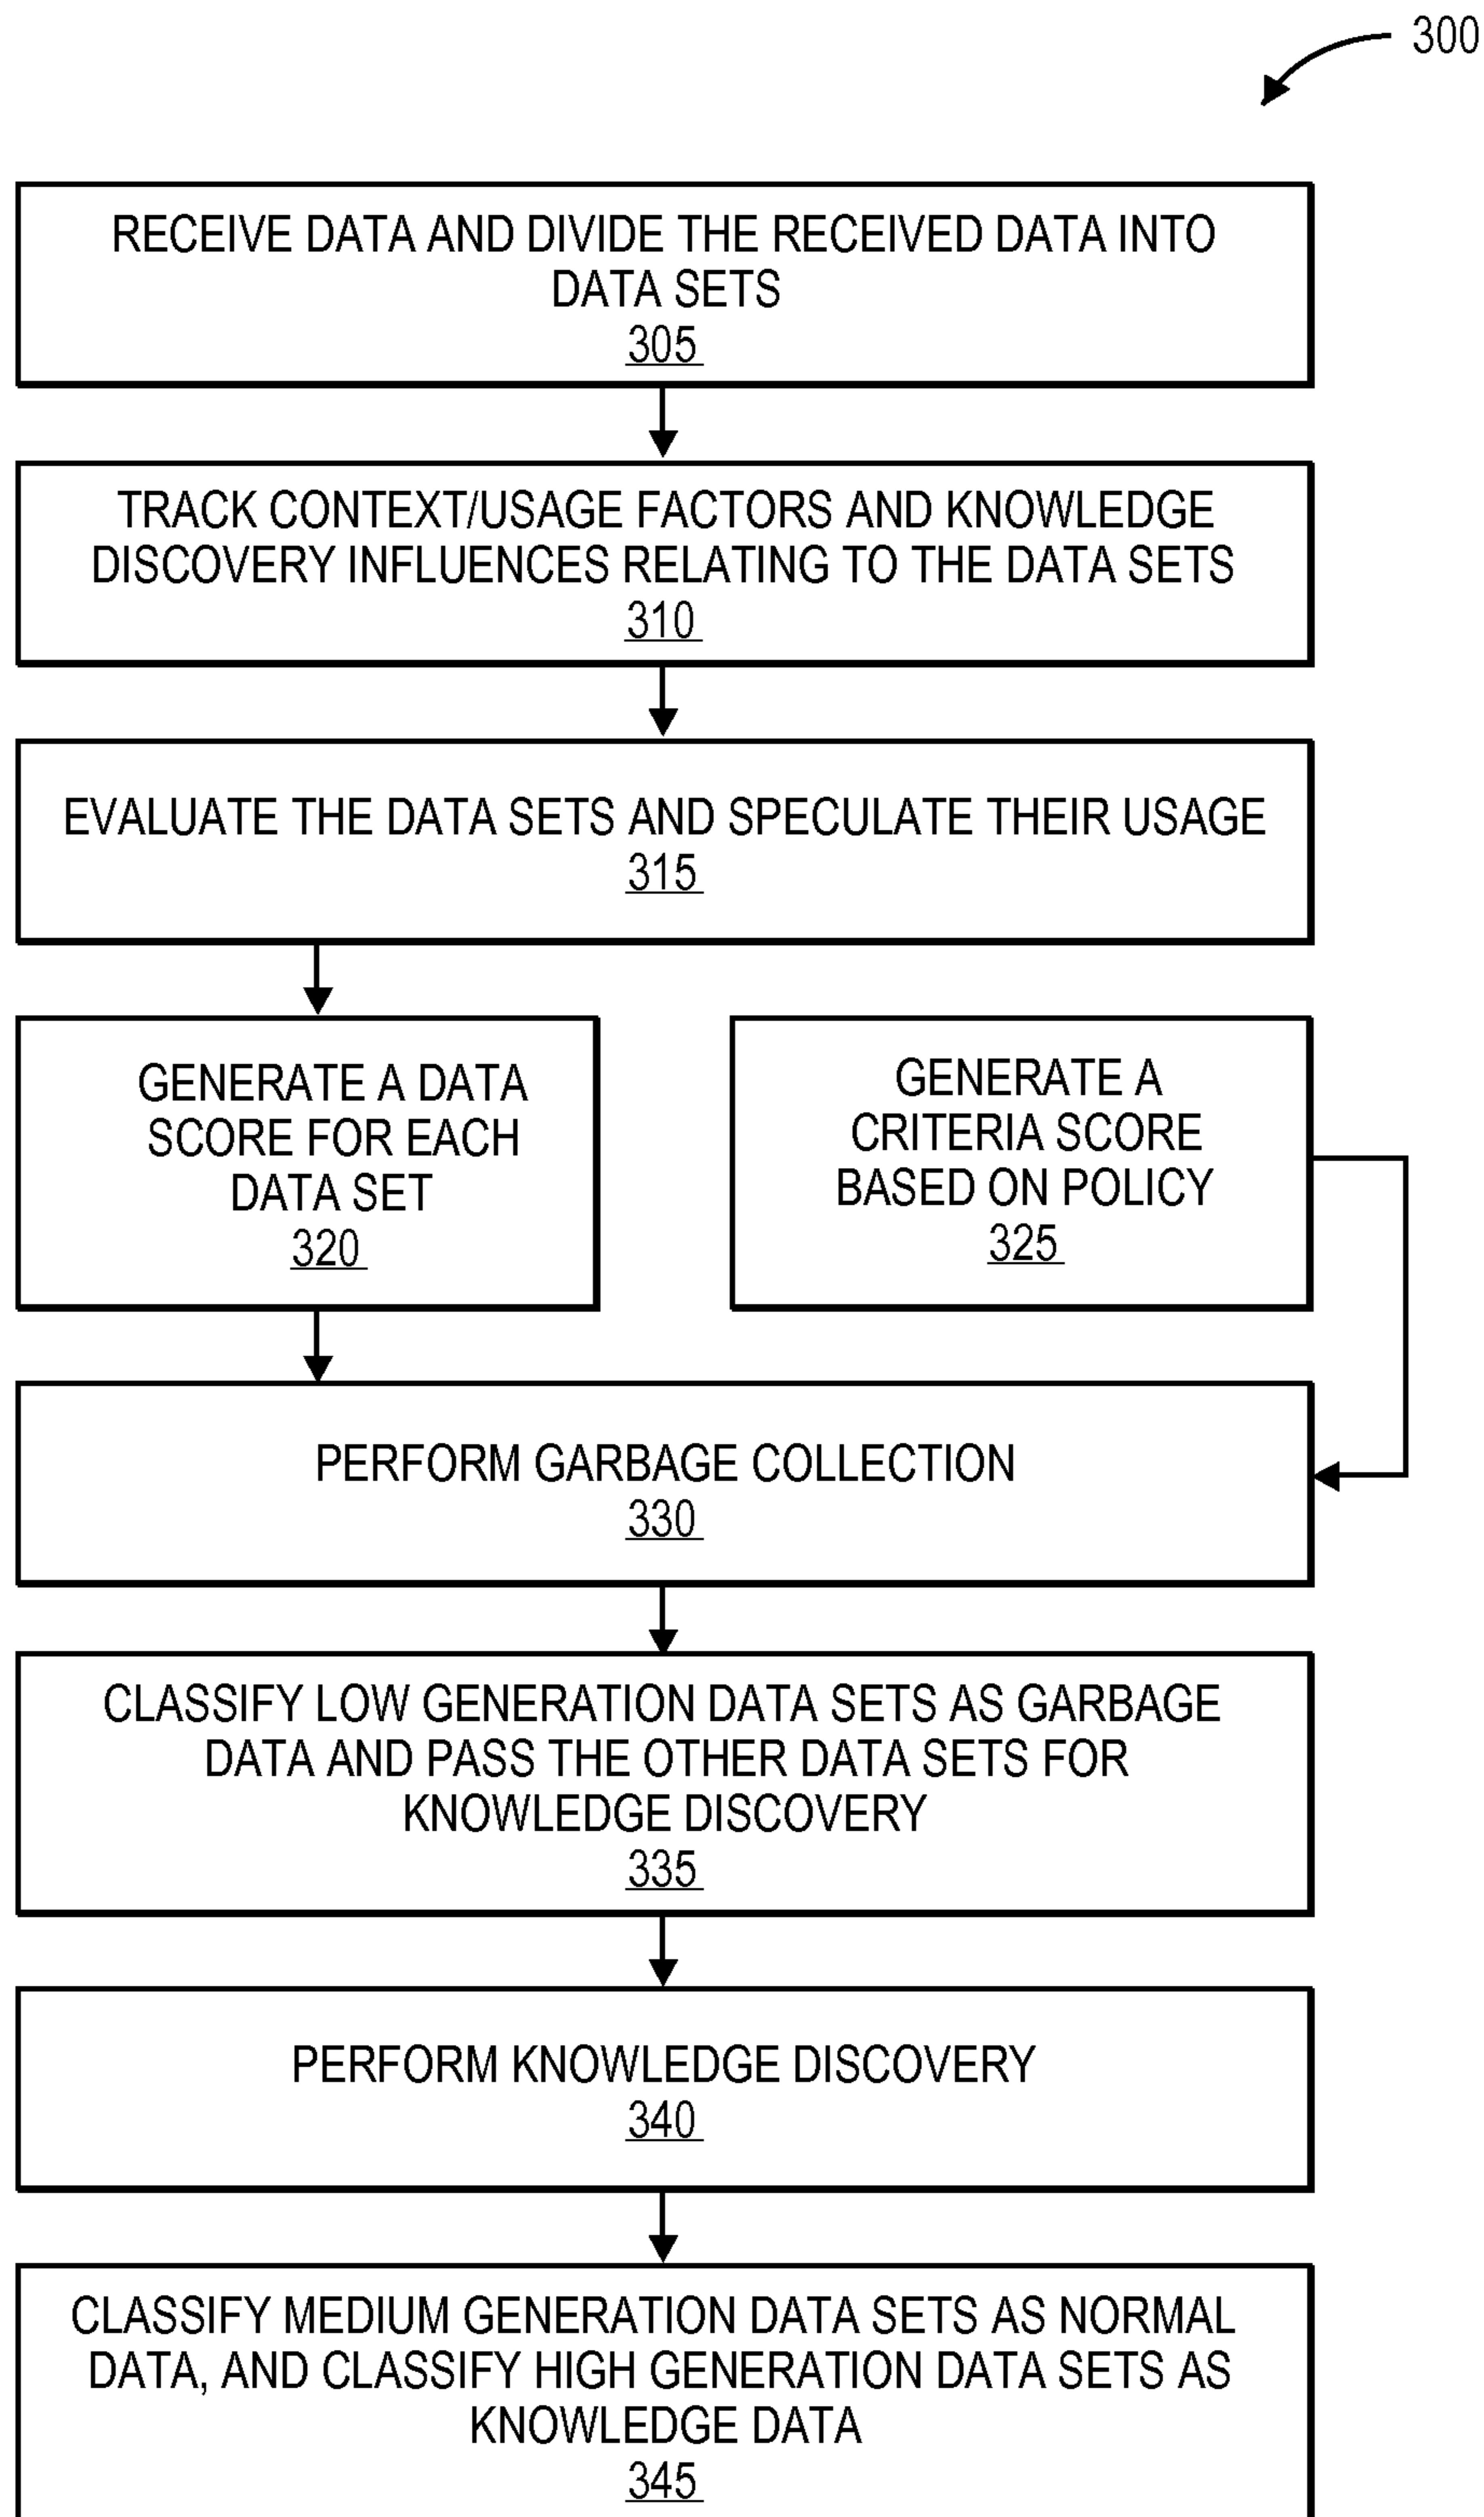 300
RECEIVE DATA AND DIVIDE THE RECEIVED DATA INTO
DATA SETS
305
TRACK CONTEXT/USAGE FACTORS AND KNOWLEDGE
DISCOVERY INFLUENCES RELATING TO THE DATA SETS
310
EVALUATE THE DATA SETS AND SPECULATE THEIR USAGE
315
GENERATE A DATA
SCORE FOR EACH
DATA SET
320
GENERATE A
CRITERIA SCORE
BASED ON POLICY
325
PERFORM GARBAGE COLLECTION
330
CLASSIFY LOW GENERATION DATA SETS AS GARBAGE
DATA AND PASS THE OTHER DATA SETS FOR
KNOWLEDGE DISCOVERY
335
PERFORM KNOWLEDGE DISCOVERY
340
CLASSIFY MEDIUM GENERATION DATA SETS AS NORMAL
DATA, AND CLASSIFY HIGH GENERATION DATA SETS AS
KNOWLEDGE DATA
345